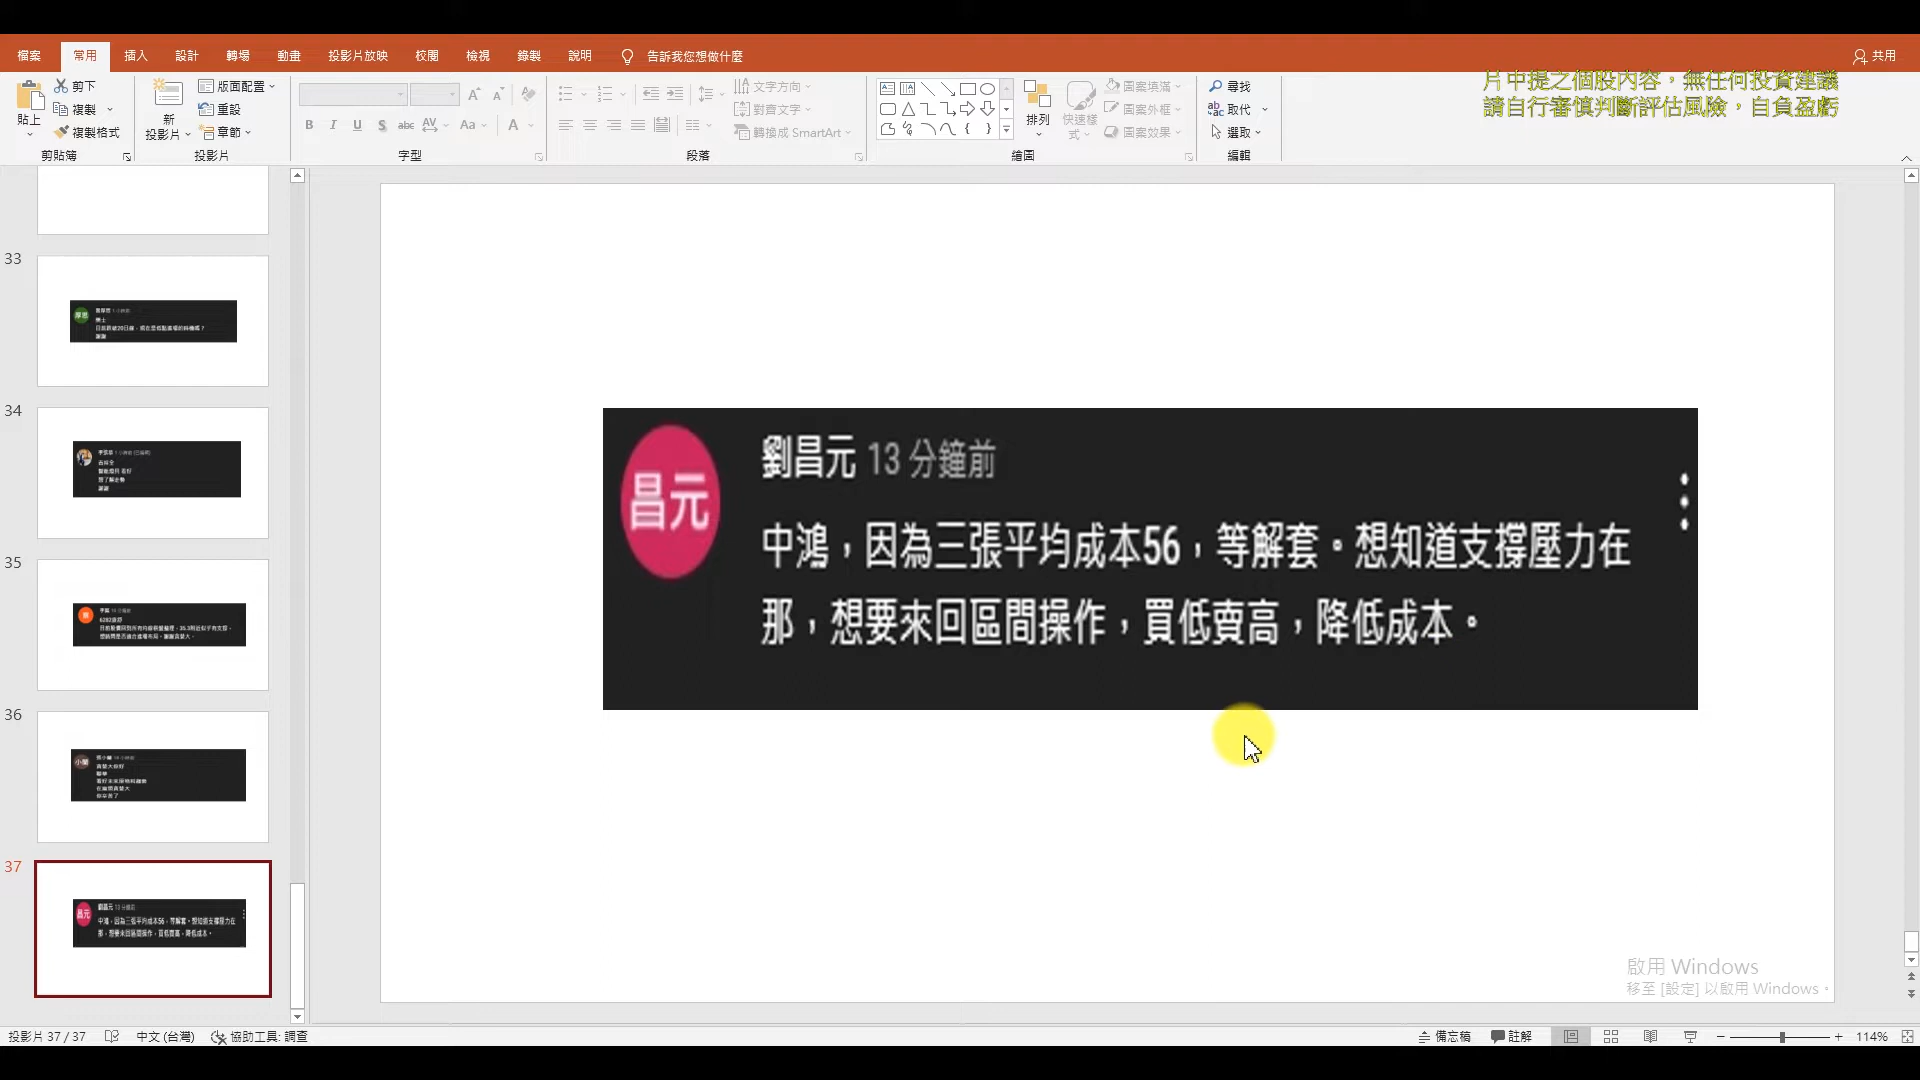 檔案 常用 插入 設計 轉場 動畫 投影片放映 校閱 檢視 錄製 說明 告訴我您想做什麼 共用
片中提之個股內容，無任何投資建議
請自行審慎判斷評估風險，自負盈虧
貼上 剪下 複製 複製格式 剪貼簿
新投影片 版面配置 重設 章節 投影片
B I U S abc AV Aa A 字型
文字方向 對齊文字 轉換成 SmartArt 段落
排列 快速樣式 圖案填滿 圖案外框 圖案效果 繪圖
尋找 取代 選取 編輯
33
34
35
36
37
昌元
劉昌元 13 分鐘前
中鴻，因為三張平均成本56，等解套。想知道支撐壓力在
那，想要來回區間操作，買低賣高，降低成本。
啟用 Windows
移至 [設定] 以啟用 Windows。
投影片 37 / 37 中文 (台灣) 協助工具: 調查 備忘稿 註解 114%